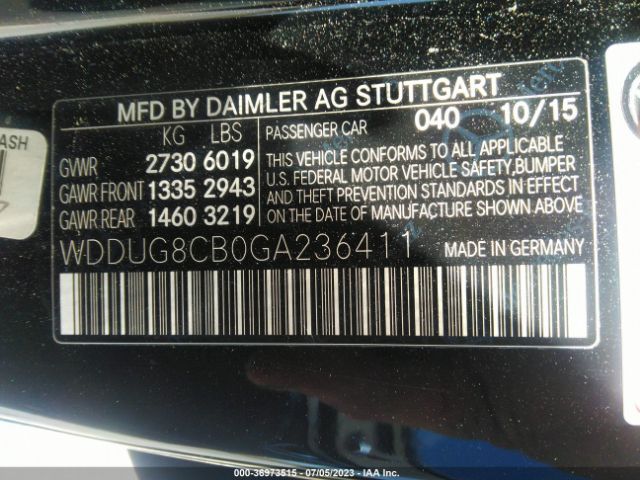 MFD BY DAIMLER AG STUTTGART
KG LBS PASSENGER CAR 040 10/15
GVWR 2730 6019
GAWR FRONT 1335 2943
GAWR REAR 1460 3219
THIS VEHICLE CONFORMS TO ALL APPLICABLE
U.S. FEDERAL MOTOR VEHICLE SAFETY, BUMPER
AND THEFT PREVENTION STANDARDS IN EFFECT
ON THE DATE OF MANUFACTURE SHOWN ABOVE.
WDDUG8CB0GA236411 MADE IN GERMANY
ASH
000-36973515 - 07/05/2023 - IAA Inc.